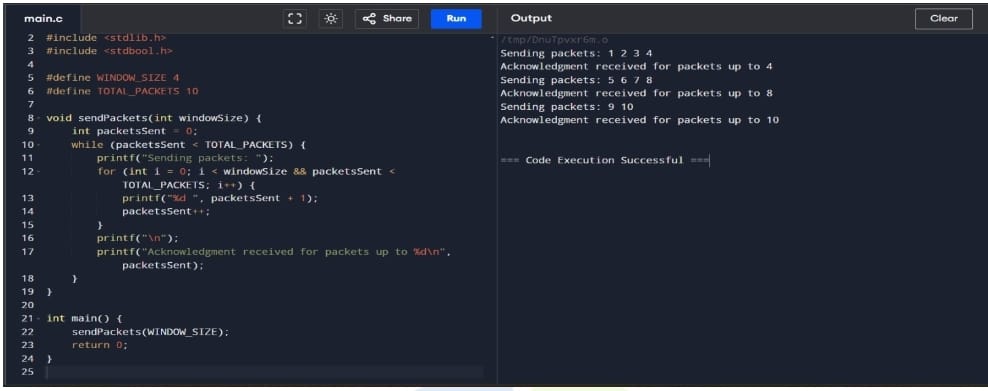 main.c
Share
Run
Output
Clear
2 #include <stdlib.h>
3 #include <stdbool.h>
4
5 #define WINDOW_SIZE 4
6 #define TOTAL_PACKETS 10
7
8 void sendPackets(int windowSize) {
9 int packetsSent = 0;
10 while (packetsSent < TOTAL_PACKETS) {
11 printf("Sending packets: ");
12 for (int i = 0; i < windowSize && packetsSent <
TOTAL_PACKETS; i++) {
13 printf("%d ", packetsSent + 1);
14 packetsSent++;
15 }
16 printf("\n");
17 printf("Acknowledgment received for packets up to %d\n",
packetsSent);
18 }
19 }
20
21 int main() {
22 sendPackets(WINDOW_SIZE);
23 return 0;
24 }
25
/tmp/DnuTpvxr6m.o
Sending packets: 1 2 3 4
Acknowledgment received for packets up to 4
Sending packets: 5 6 7 8
Acknowledgment received for packets up to 8
Sending packets: 9 10
Acknowledgment received for packets up to 10
=== Code Execution Successful ===